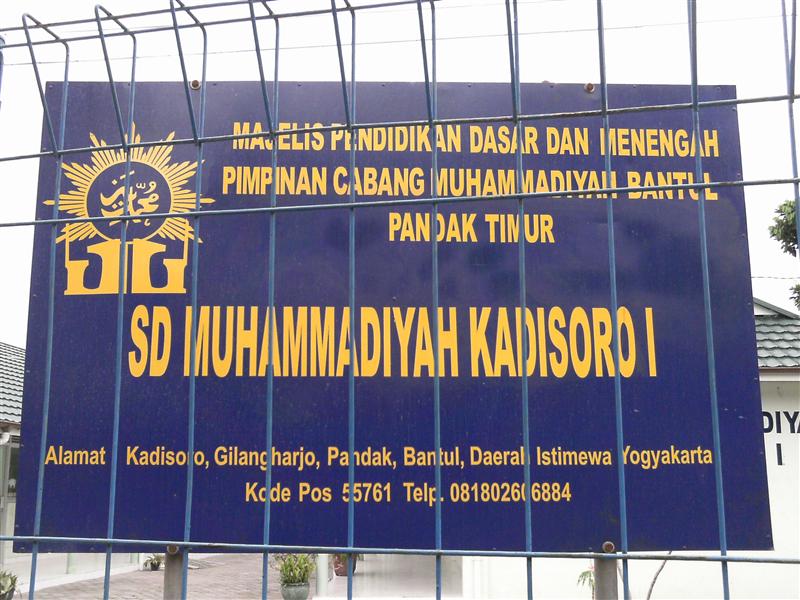 MAJELIS PENDIDIKAN DASAR DAN MENENGAH
PIMPINAN CABANG MUHAMMADIYAH BANTUL
PANDAK TIMUR
SD MUHAMMADIYAH KADISORO I
Alamat Kadisoro, Gilangharjo, Pandak, Bantul, Daerah Istimewa Yogyakarta
Kode Pos 55761 Telp. 081802606884